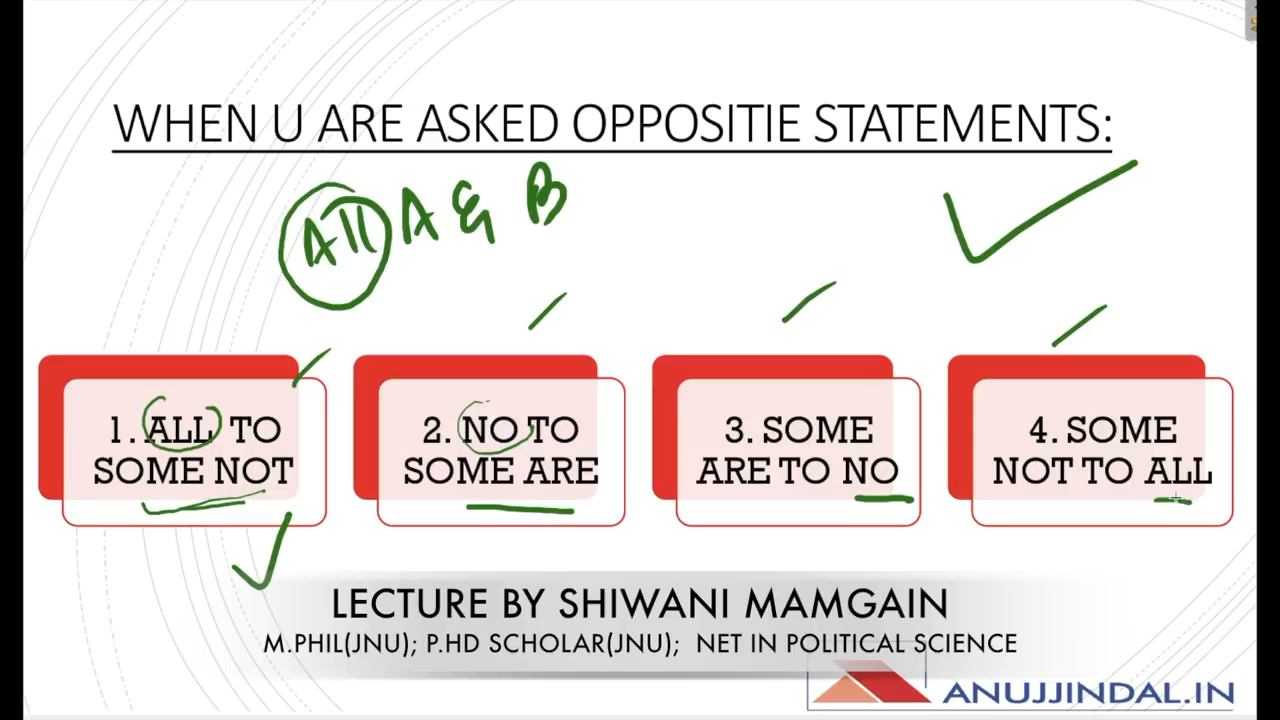 WHEN U ARE ASKED OPPOSITIE STATEMENTS:
All A & B
1. ALL TO
SOME NOT
2. NO TO
SOME ARE
3. SOME
ARE TO NO
4. SOME
NOT TO ALL
LECTURE BY SHIWANI MAMGAIN
M.PHIL(JNU); P.HD SCHOLAR(JNU); NET IN POLITICAL SCIENCE
ANUJJINDAL.IN